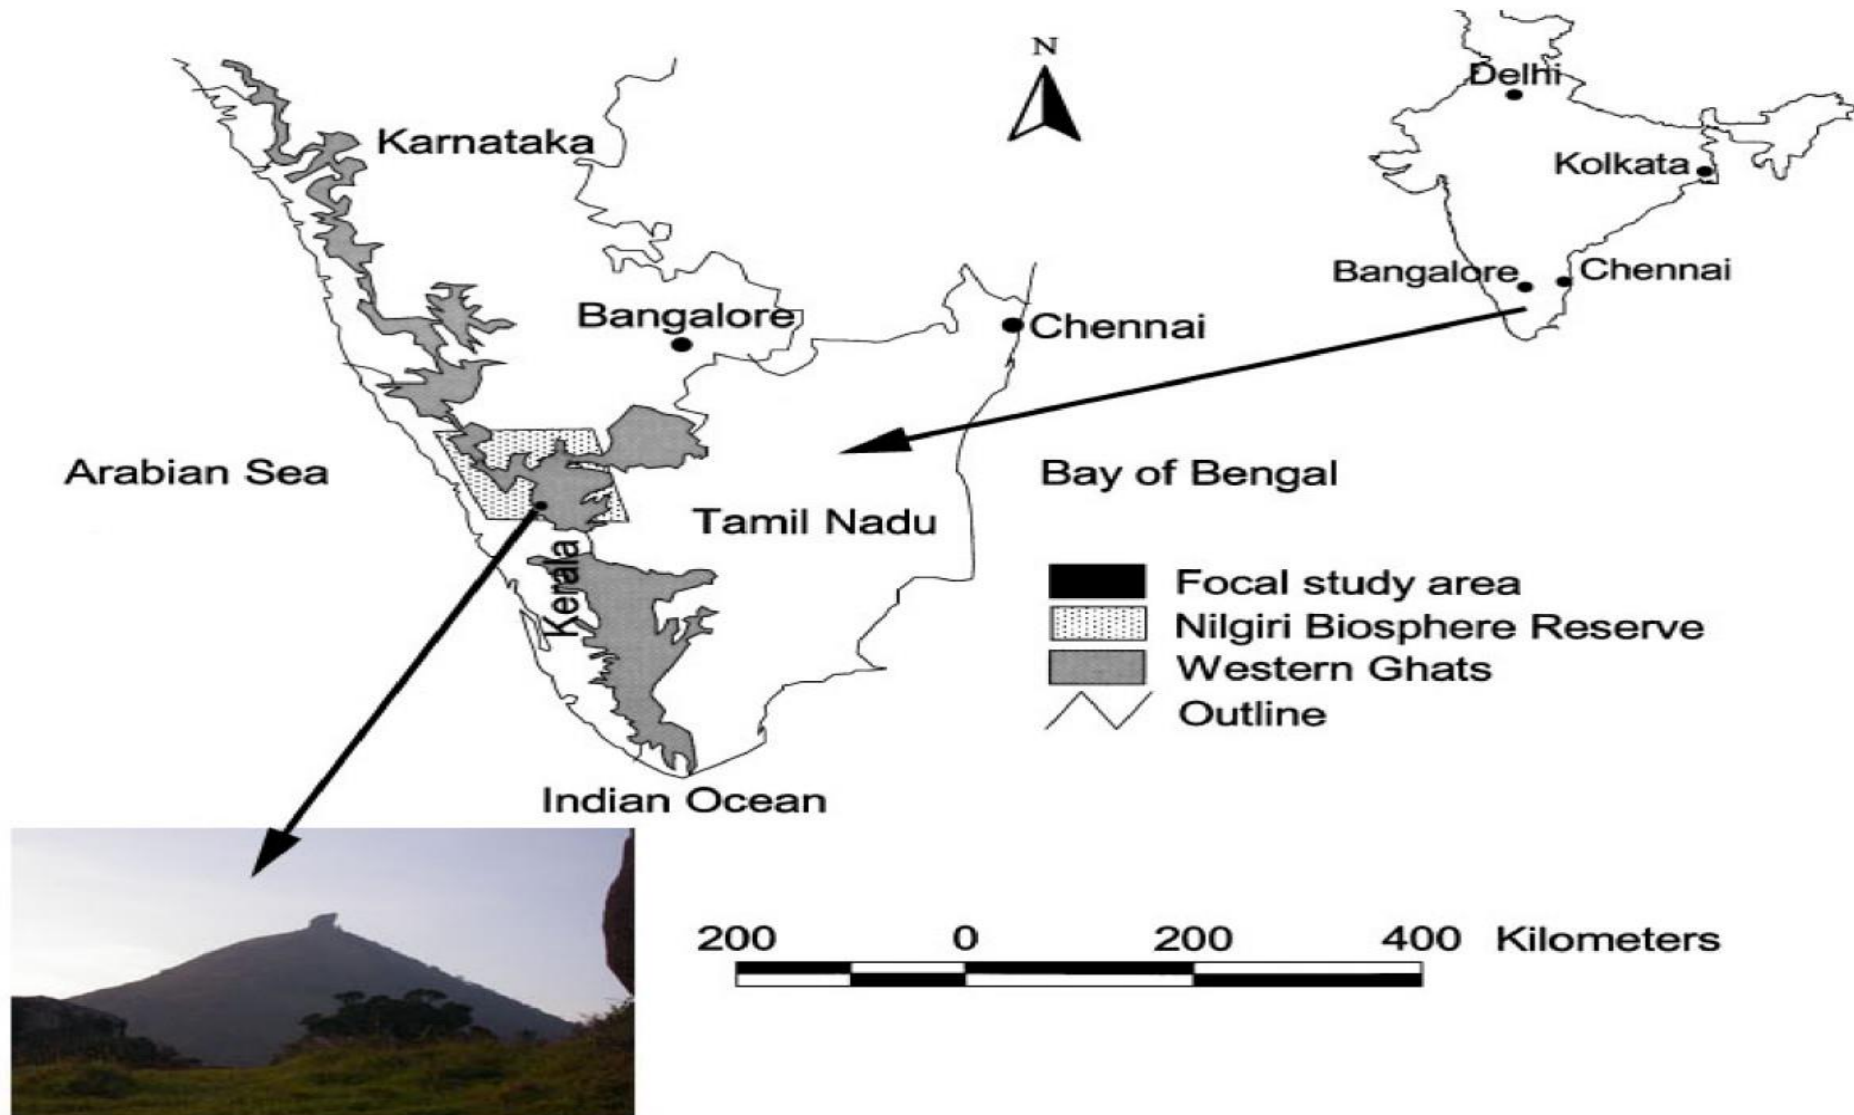 N
Delhi
Karnataka
Kolkata
Bangalore
Chennai
Bangalore
Chennai
Arabian Sea
Bay of Bengal
Tamil Nadu
Kerala
Focal study area
Nilgiri Biosphere Reserve
Western Ghats
Outline
Indian Ocean
200 0 200 400 Kilometers